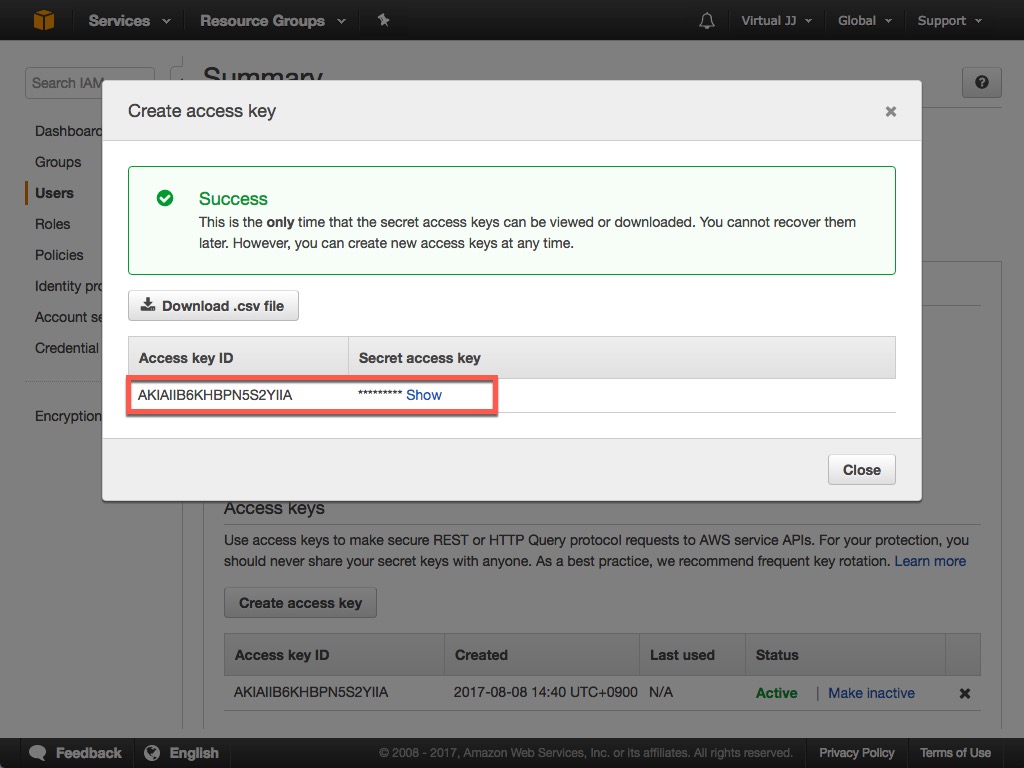 Services Resource Groups Virtual JJ Global Support
Search IAM
Summary
Dashboard
Groups
Users
Roles
Policies
Identity pro
Account se
Credential
Encryption
Create access key
Success
This is the only time that the secret access keys can be viewed or downloaded. You cannot recover them
later. However, you can create new access keys at any time.
Download .csv file
Access key ID Secret access key
AKIAIIB6KHBPN5S2YIIA ********* Show
Close
Access keys
Use access keys to make secure REST or HTTP Query protocol requests to AWS service APIs. For your protection, you
should never share your secret keys with anyone. As a best practice, we recommend frequent key rotation. Learn more
Create access key
Access key ID Created Last used Status
AKIAIIB6KHBPN5S2YIIA 2017-08-08 14:40 UTC+0900 N/A Active | Make inactive
Feedback English © 2008 - 2017, Amazon Web Services, Inc. or its affiliates. All rights reserved. Privacy Policy Terms of Use